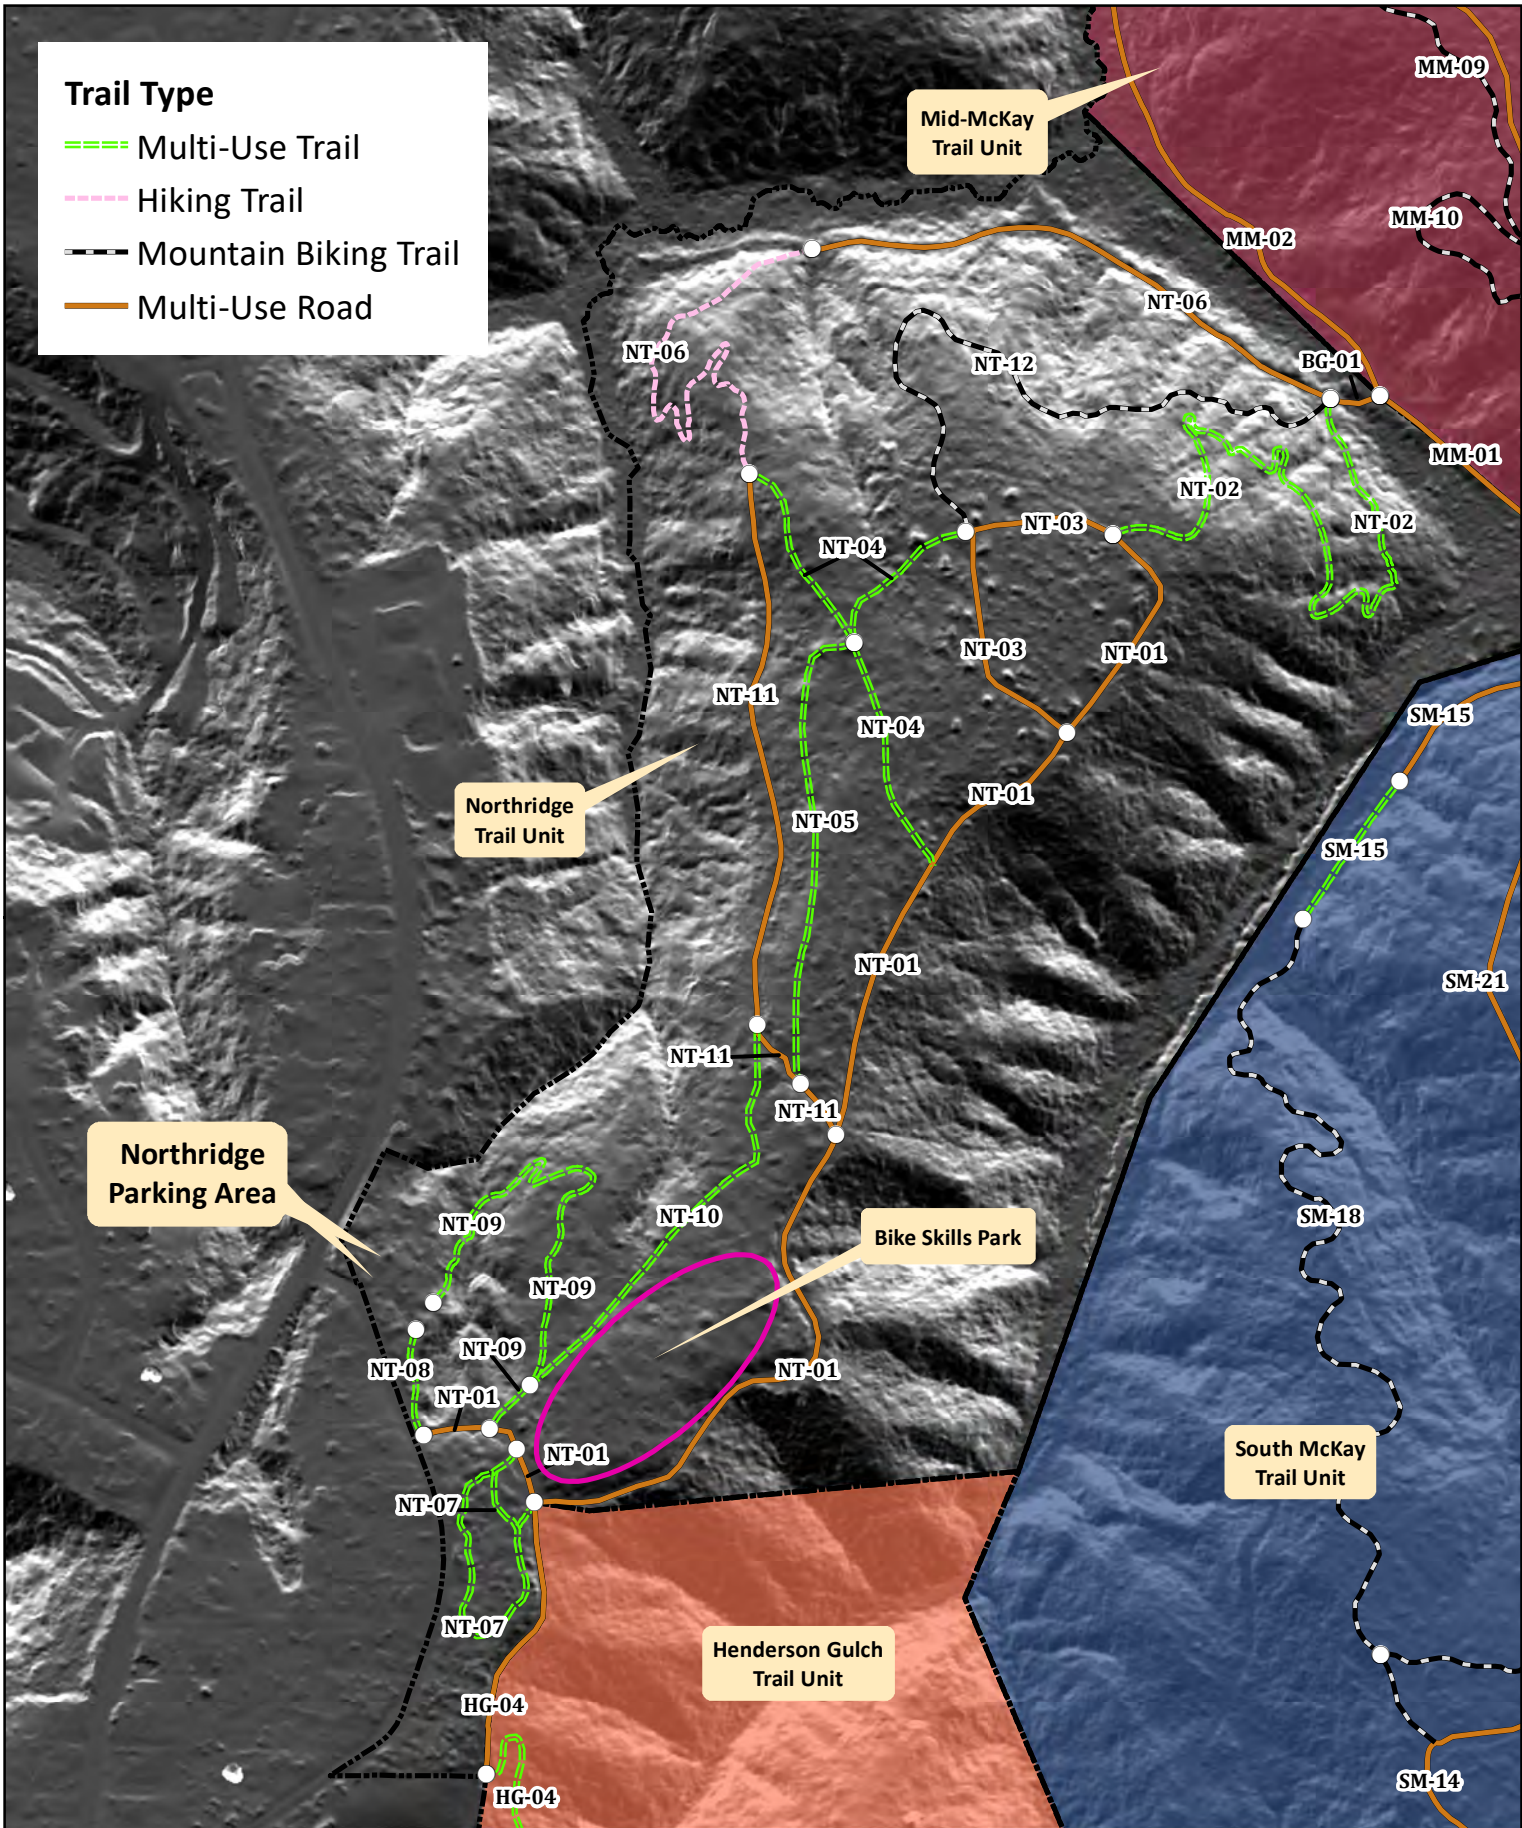 Trail Type
Multi-Use Trail
Hiking Trail
Mountain Biking Trail
Multi-Use Road
MM-09
Mid-McKay
Trail Unit
MM-10
MM-02
NT-06
NT-06
BG-01
NT-12
MM-01
NT-02
NT-02
NT-03
NT-04
NT-03
NT-01
NT-11
SM-15
NT-04
NT-01
Northridge
Trail Unit
NT-05
SM-15
NT-01
SM-21
NT-11
NT-11
Northridge
Parking Area
NT-09
NT-10
SM-18
Bike Skills Park
NT-09
NT-09
NT-08
NT-01
NT-01
NT-01
South McKay
Trail Unit
NT-07
NT-07
Henderson Gulch
Trail Unit
HG-04
SM-14
HG-04